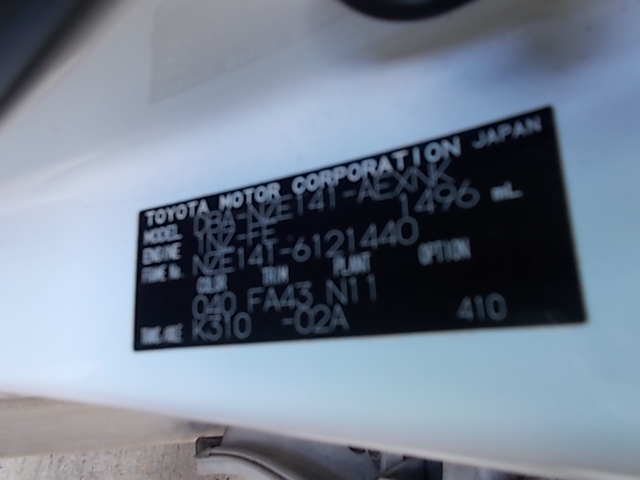 TOYOTA MOTOR CORPORATION JAPAN
MODEL DBA-NZE141-AEXNK
ENGINE 1NZ-FE 1496 mL
FRAME No. NZE141-6121440
COLOR TRIM PLANT OPTION
040 FA43 N11
TRANS./AXLE K310 -02A 410